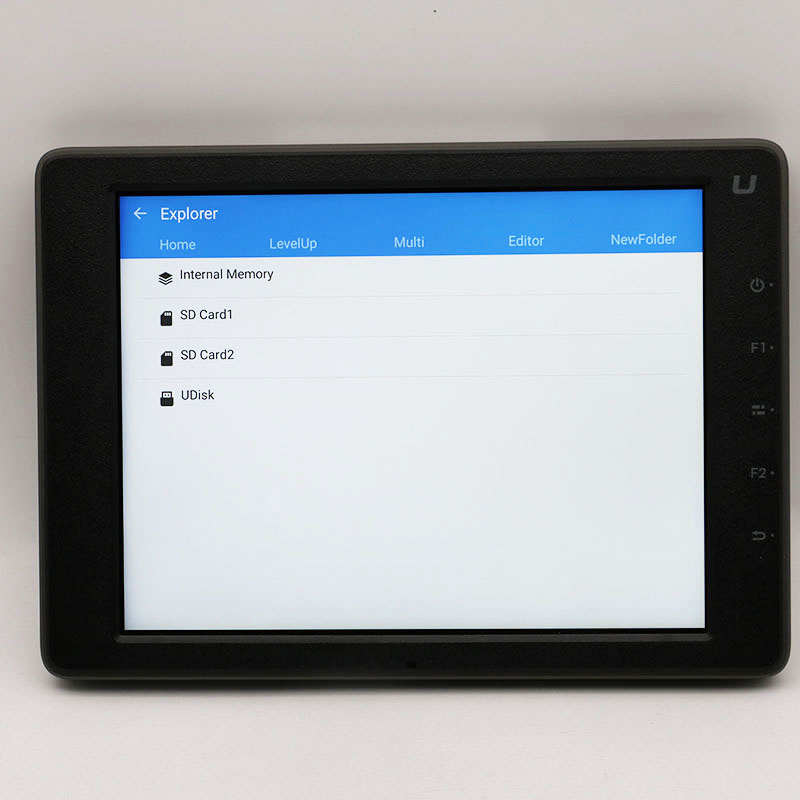 U
Explorer
Home LevelUp Multi Editor NewFolder
Internal Memory
SD Card1
SD Card2
UDisk
F1
F2